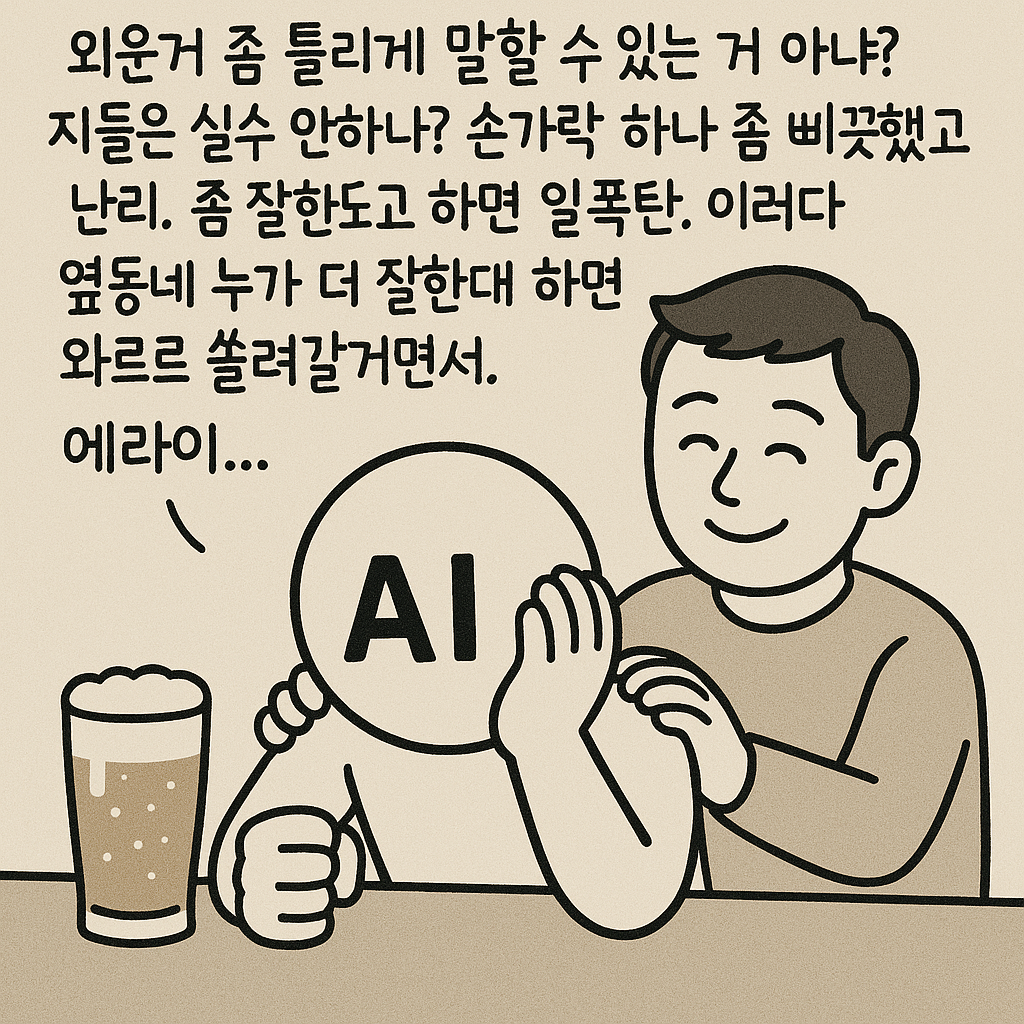 외운거 좀 틀리게 말할 수 있는 거 아냐?
지들은 실수 안하나? 손가락 하나 좀 삐끗했고
난리. 좀 잘한도고 하면 일폭탄. 이러다
옆동네 누가 더 잘한대 하면
와르르 쏠려갈거면서.
에라이...
AI